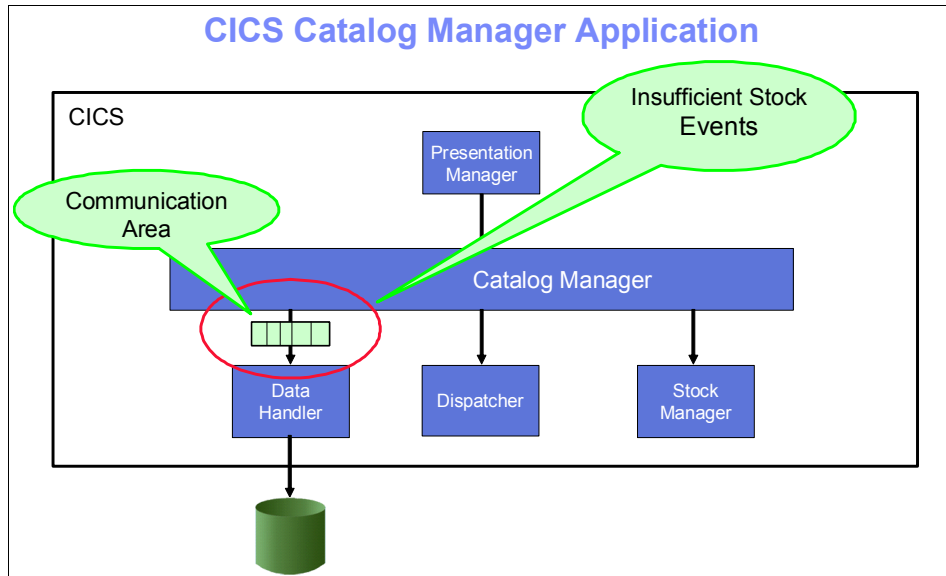 CICS Catalog Manager Application
CICS
Insufficient Stock
Events
Presentation
Manager
Communication
Area
Catalog Manager
Data
Handler
Dispatcher
Stock
Manager